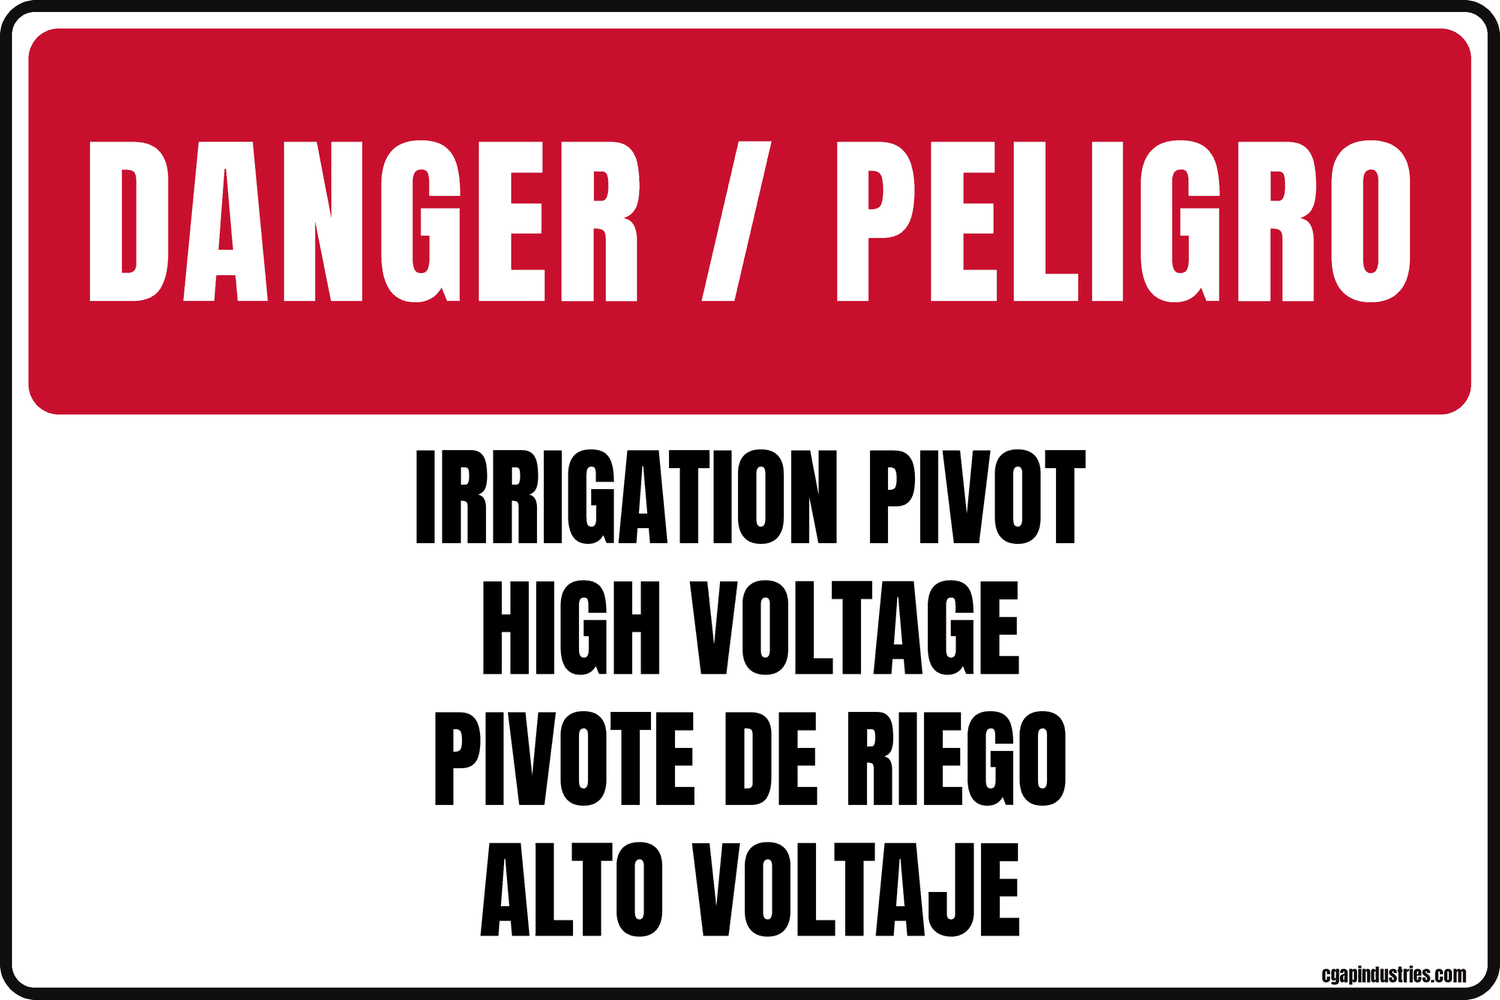 DANGER / PELIGRO
IRRIGATION PIVOT
HIGH VOLTAGE
PIVOTE DE RIEGO
ALTO VOLTAJE
cgapindustries.com